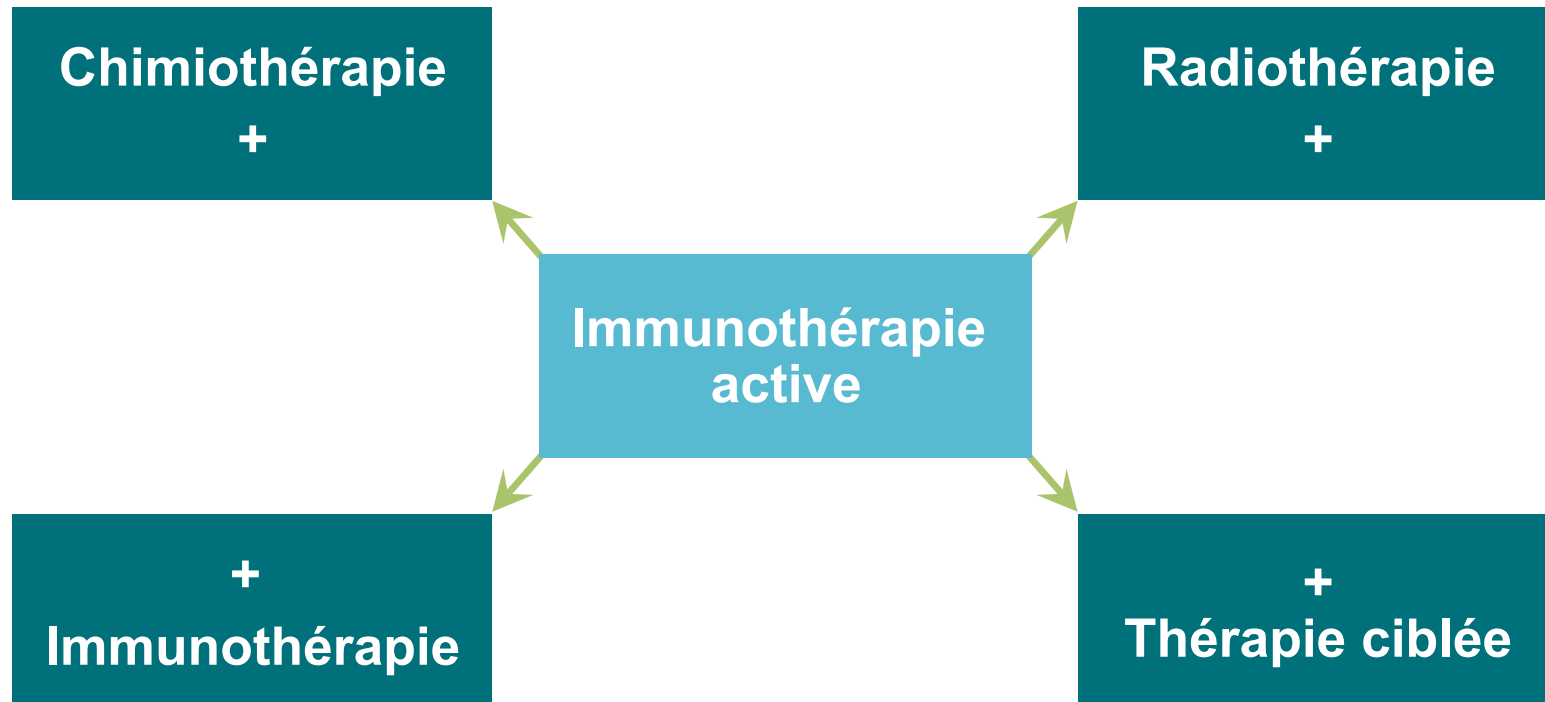 Chimiothérapie
+
Radiothérapie
+
Immunothérapie
active
+
Immunothérapie
+
Thérapie ciblée